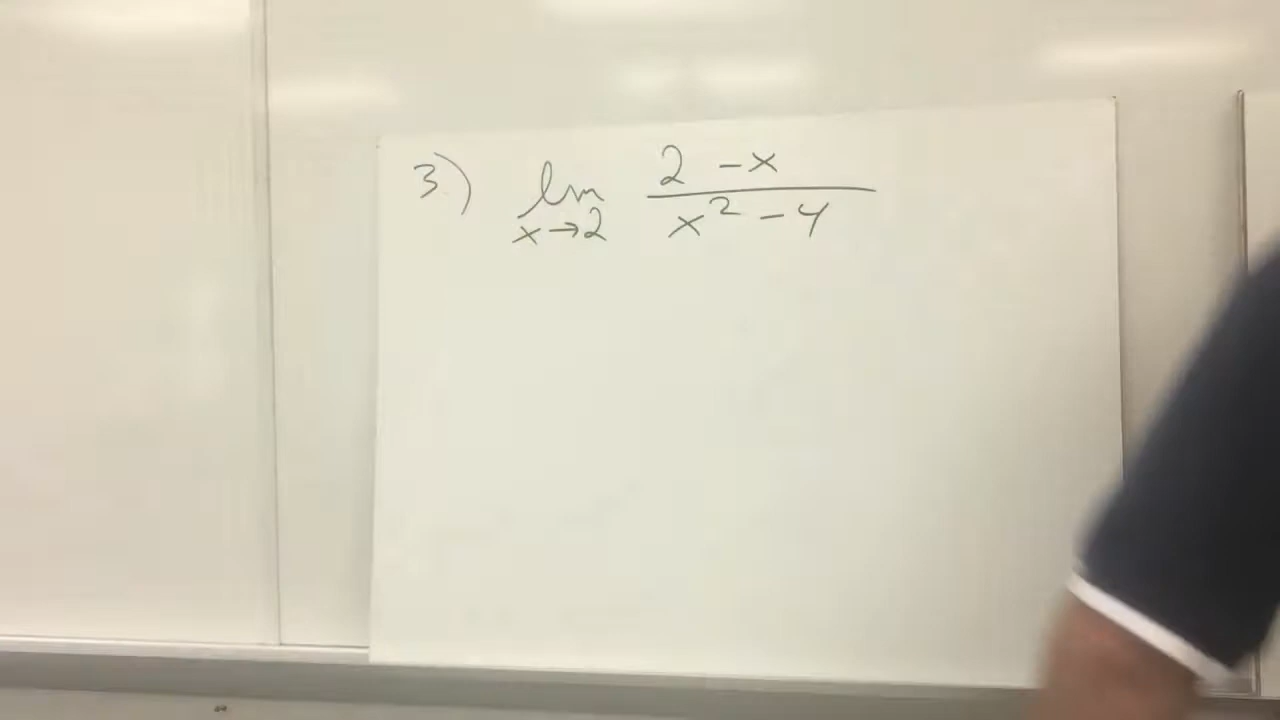 3.) lim 2 - x
x→2 x² - 4